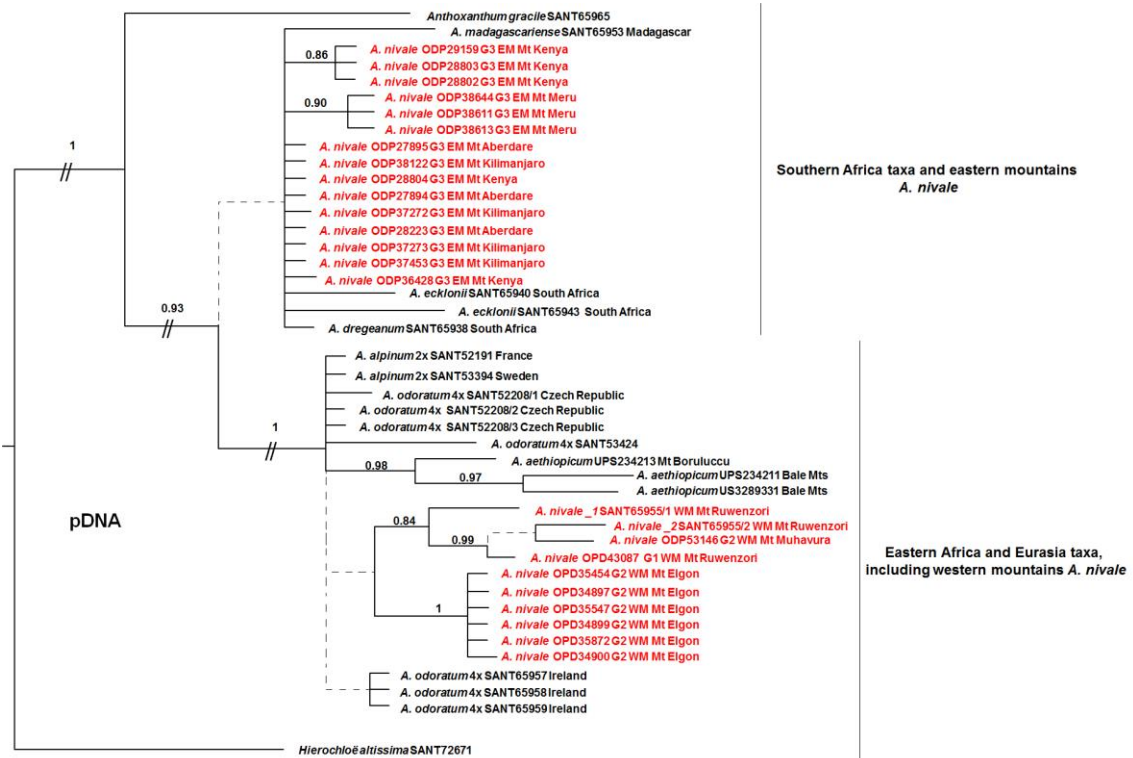 Anthoxanthum gracile SANT65965
A. madagascariense SANT65953 Madagascar
A. nivale ODP29159 G3 EM Mt Kenya
0.86
A. nivale ODP28803 G3 EM Mt Kenya
A. nivale ODP28802 G3 EM Mt Kenya
A. nivale ODP38644 G3 EM Mt Meru
0.90
A. nivale ODP38611 G3 EM Mt Meru
A. nivale ODP38613 G3 EM Mt Meru
1
A. nivale ODP27895 G3 EM Mt Aberdare
A. nivale ODP38122 G3 EM Mt Kilimanjaro
A. nivale ODP28804 G3 EM Mt Kenya
A. nivale ODP27894 G3 EM Mt Aberdare
A. nivale ODP37272 G3 EM Mt Kilimanjaro
A. nivale ODP28223 G3 EM Mt Aberdare
A. nivale ODP37273 G3 EM Mt Kilimanjaro
A. nivale ODP37453 G3 EM Mt Kilimanjaro
A. nivale ODP36428 G3 EM Mt Kenya
A. ecklonii SANT65940 South Africa
0.93
A. ecklonii SANT65943 South Africa
A. dregeanum SANT65938 South Africa
Southern Africa taxa and eastern mountains
A. nivale
A. alpinum 2x SANT52191 France
A. alpinum 2x SANT53394 Sweden
A. odoratum 4x SANT52208/1 Czech Republic
A. odoratum 4x SANT52208/2 Czech Republic
A. odoratum 4x SANT52208/3 Czech Republic
1
A. odoratum 4x SANT53424
A. aethiopicum UPS234213 Mt Boruluccu
0.98
A. aethiopicum UPS234211 Bale Mts
0.97
A. aethiopicum US3289331 Bale Mts
A. nivale _1 SANT65955/1 WM Mt Ruwenzori
0.84
A. nivale _2 SANT65955/2 WM Mt Ruwenzori
A. nivale ODP53146 G2 WM Mt Muhavura
0.99
A. nivale OPD43087 G1 WM Mt Ruwenzori
A. nivale OPD35454 G2 WM Mt Elgon
A. nivale OPD34897 G2 WM Mt Elgon
A. nivale OPD35547 G2 WM Mt Elgon
1
A. nivale OPD34899 G2 WM Mt Elgon
A. nivale OPD35872 G2 WM Mt Elgon
A. nivale OPD34900 G2 WM Mt Elgon
A. odoratum 4x SANT65957 Ireland
A. odoratum 4x SANT65958 Ireland
A. odoratum 4x SANT65959 Ireland
Eastern Africa and Eurasia taxa,
including western mountains A. nivale
pDNA
Hierochloë altissima SANT72671